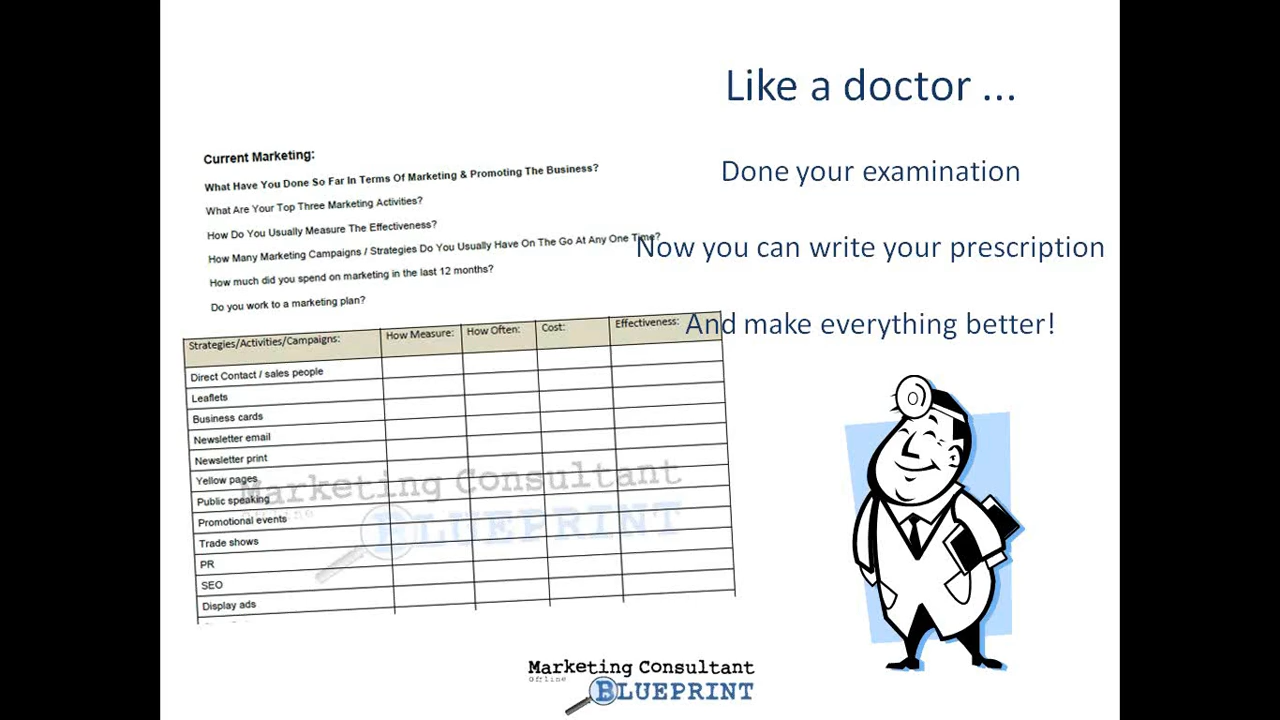 Like a doctor ...
Done your examination
Now you can write your prescription
And make everything better!
Current Marketing:
What Have You Done So Far In Terms Of Marketing & Promoting The Business?
What Are Your Top Three Marketing Activities?
How Do You Usually Measure The Effectiveness?
How Many Marketing Campaigns / Strategies Do You Usually Have On The Go At Any One Time?
How much did you spend on marketing in the last 12 months?
Do you work to a marketing plan?
Strategies/Activities/Campaigns: How Measure: How Often: Cost: Effectiveness:
Direct Contact / sales people
Leaflets
Business cards
Newsletter email
Newsletter print
Yellow pages
Public speaking
Promotional events
Trade shows
PR
SEO
Display ads
Marketing Consultant
Offline
BLUEPRINT
Marketing Consultant
Offline
BLUEPRINT